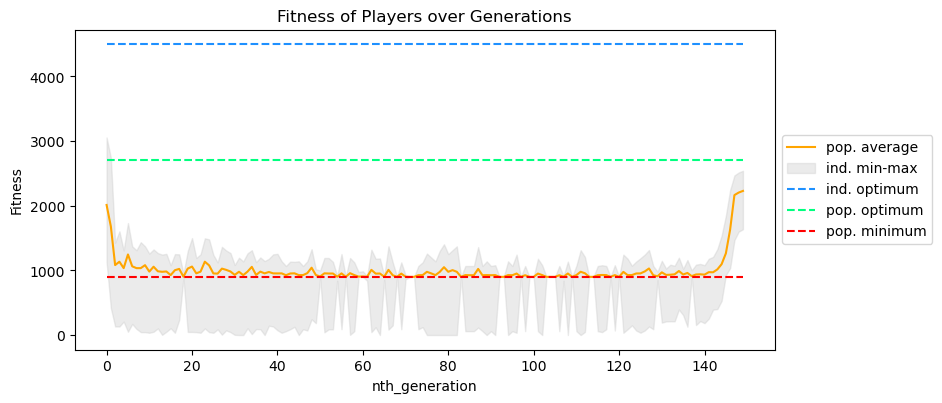 Fitness of Players over Generations
Fitness
4000
3000
2000
1000
0
0 20 40 60 80 100 120 140
nth_generation
pop. average
ind. min-max
ind. optimum
pop. optimum
pop. minimum